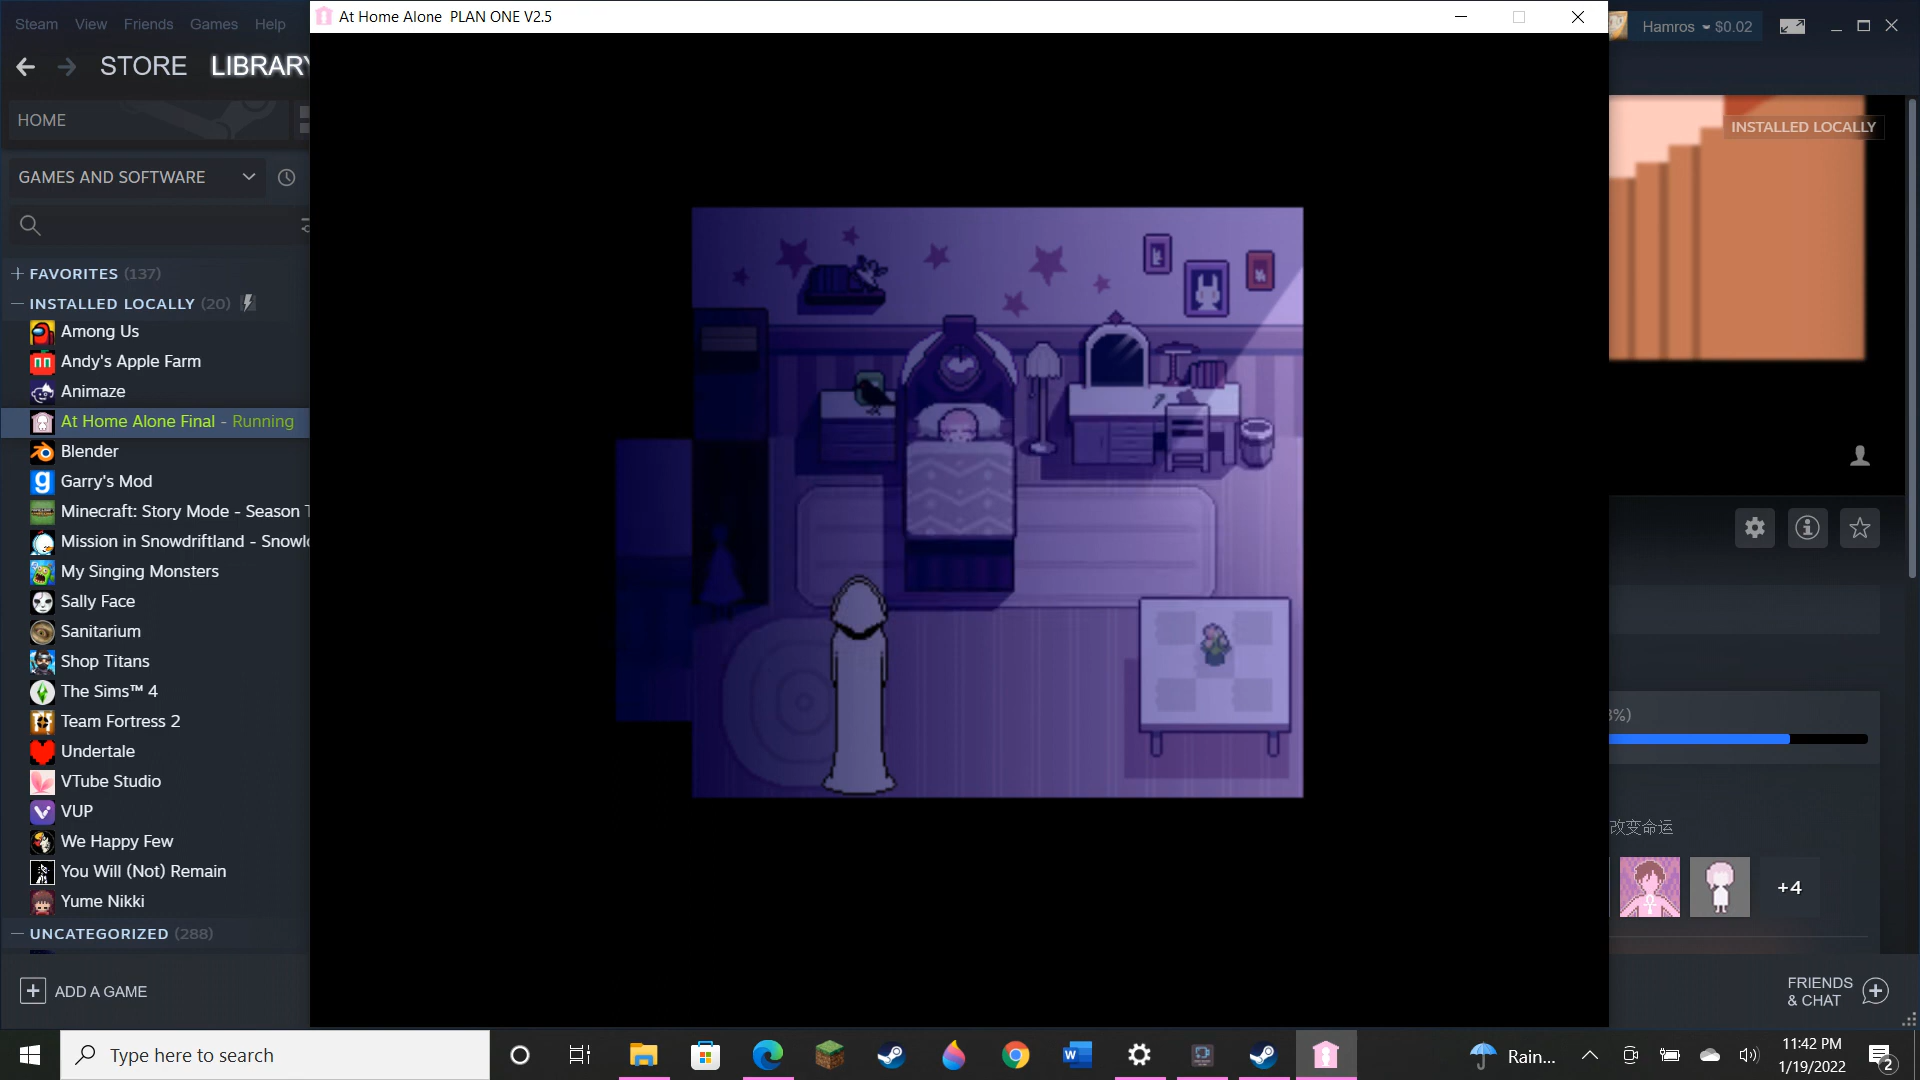 At Home Alone  PLAN ONE V2.5
Steam View Friends Games Help
Hamros $0.02
STORE LIBRARY
HOME
INSTALLED LOCALLY
GAMES AND SOFTWARE
FAVORITES (137)
INSTALLED LOCALLY (20)
Among Us
Andy's Apple Farm
Animaze
At Home Alone Final - Running
Blender
Garry's Mod
Minecraft: Story Mode - Season
Mission in Snowdriftland - Snowl
My Singing Monsters
Sally Face
Sanitarium
Shop Titans
The Sims™ 4
Team Fortress 2
Undertale
VTube Studio
VUP
We Happy Few
You Will (Not) Remain
Yume Nikki
UNCATEGORIZED (288)
ADD A GAME
%)
改变命运
+4
FRIENDS
& CHAT
Type here to search
Rain...
11:42 PM
1/19/2022
2